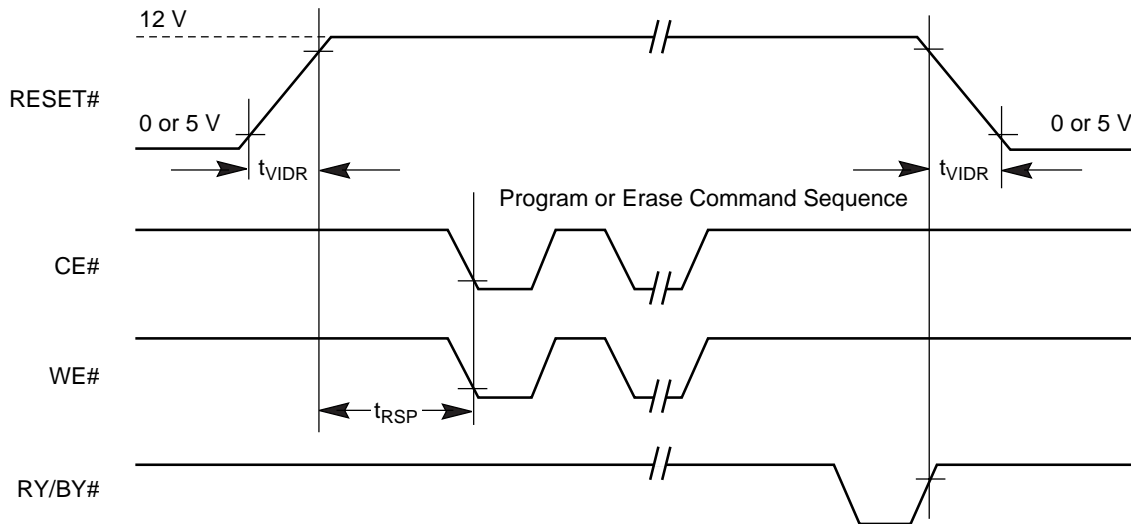 12 V
RESET#
0 or 5 V
0 or 5 V
tVIDR
tVIDR
Program or Erase Command Sequence
CE#
WE#
tRSP
RY/BY#